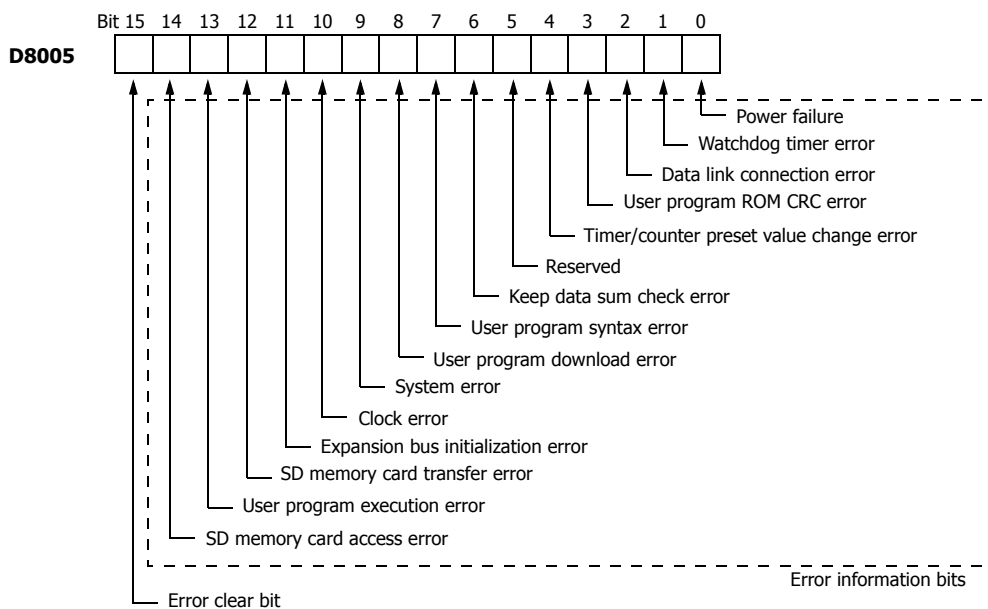 Bit 15 14 13 12 11 10 9 8 7 6 5 4 3 2 1 0
D8005
Power failure
Watchdog timer error
Data link connection error
User program ROM CRC error
Timer/counter preset value change error
Reserved
Keep data sum check error
User program syntax error
User program download error
System error
Clock error
Expansion bus initialization error
SD memory card transfer error
User program execution error
SD memory card access error
Error information bits
Error clear bit